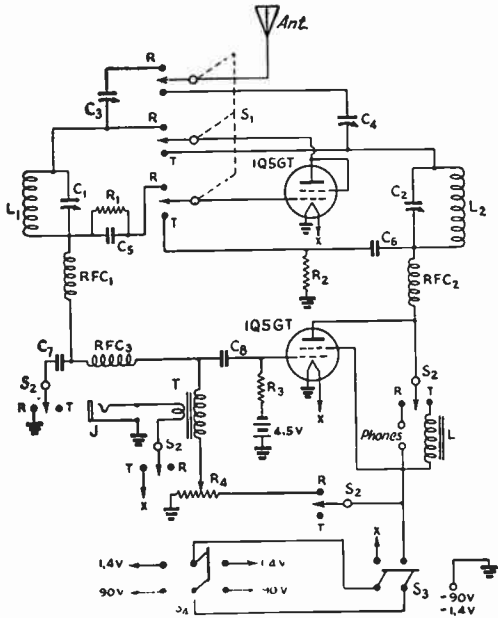 Ant.
R
C3
S1
C4
R
T
1Q5GT
L1
C1
R1
R
C5
T
C2
L2
X
C6
R2
RFC1
RFC2
1Q5GT
C7
RFC3
C8
S2
R
T
J
T
S2
R3
4.5V
X
S2
R
T
Phones
L
T
R
X
R4
R
S2
T
X
1,4V
1.4V
90V
90V
S3
-90V
-1,4V